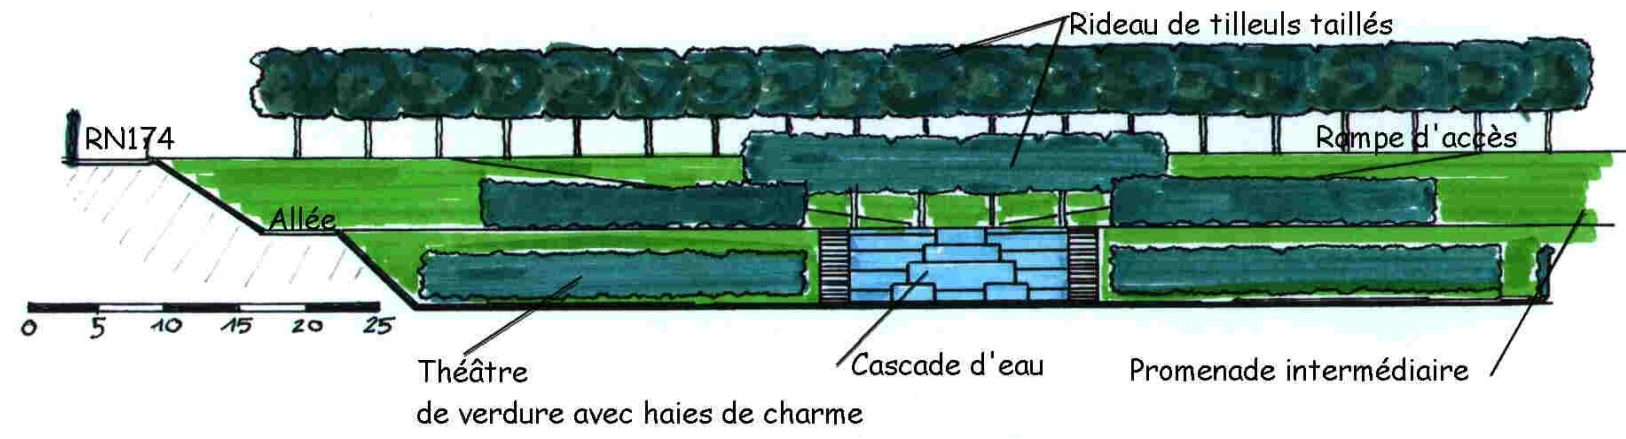 Rideau de tilleuls taillés
RN174
Rampe d'accès
Allée
0 5 10 15 20 25
Théâtre
de verdure avec haies de charme
Cascade d'eau
Promenade intermédiaire